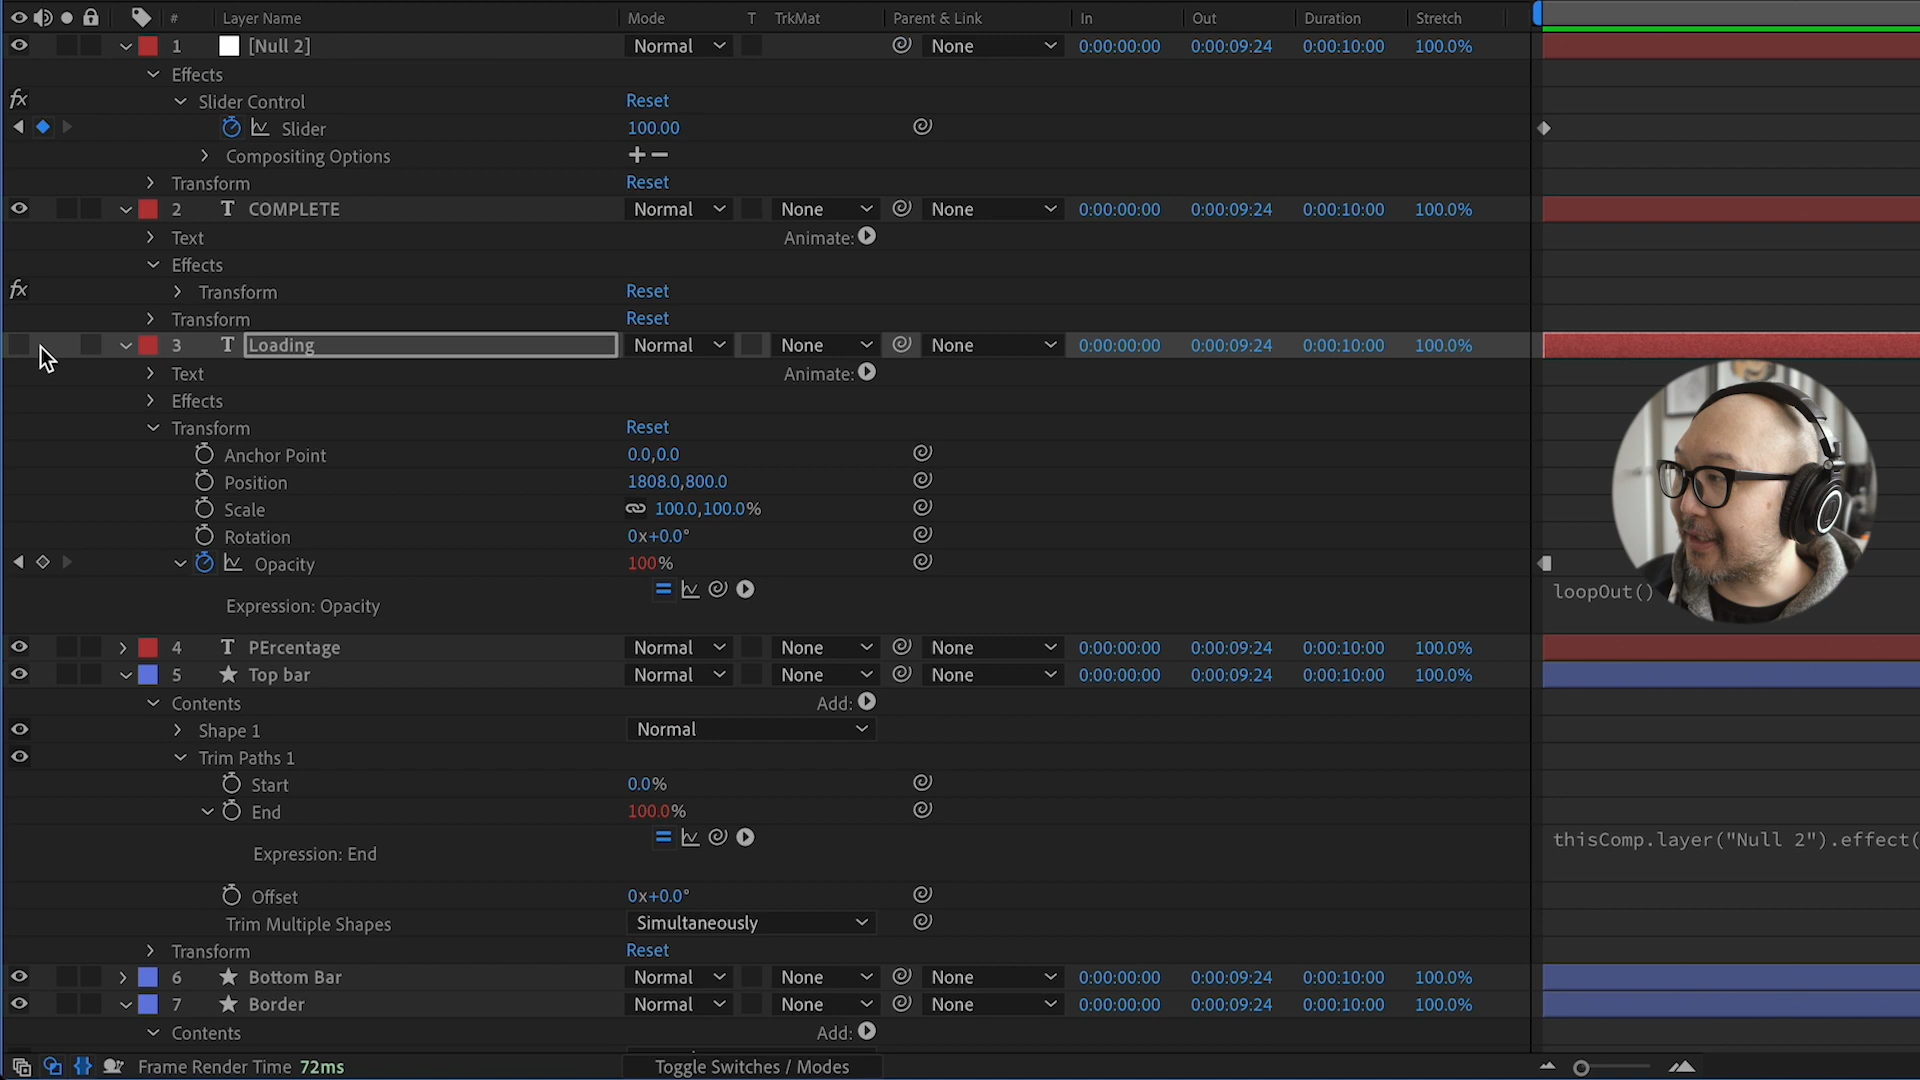 # Layer Name Mode T TrkMat Parent & Link In Out Duration Stretch
1 [Null 2] Normal None 0:00:00:00 0:00:09:24 0:00:10:00 100.0%
Effects
fx Slider Control Reset
Slider 100.00
Compositing Options + −
Transform Reset
2 T COMPLETE Normal None None 0:00:00:00 0:00:09:24 0:00:10:00 100.0%
Text Animate:
Effects
fx Transform Reset
Transform Reset
3 T Loading Normal None None 0:00:00:00 0:00:09:24 0:00:10:00 100.0%
Text Animate:
Effects
Transform Reset
Anchor Point 0.0,0.0
Position 1808.0,800.0
Scale 100.0,100.0%
Rotation 0x+0.0°
Opacity 100%
Expression: Opacity loopOut()
4 T PErcentage Normal None None 0:00:00:00 0:00:09:24 0:00:10:00 100.0%
5 Top bar Normal None None 0:00:00:00 0:00:09:24 0:00:10:00 100.0%
Contents Add:
Shape 1 Normal
Trim Paths 1
Start 0.0%
End 100.0%
Expression: End thisComp.layer("Null 2").effect(
Offset 0x+0.0°
Trim Multiple Shapes Simultaneously
Transform Reset
6 Bottom Bar Normal None None 0:00:00:00 0:00:09:24 0:00:10:00 100.0%
7 Border Normal None None 0:00:00:00 0:00:09:24 0:00:10:00 100.0%
Contents Add:
Frame Render Time 72ms Toggle Switches / Modes